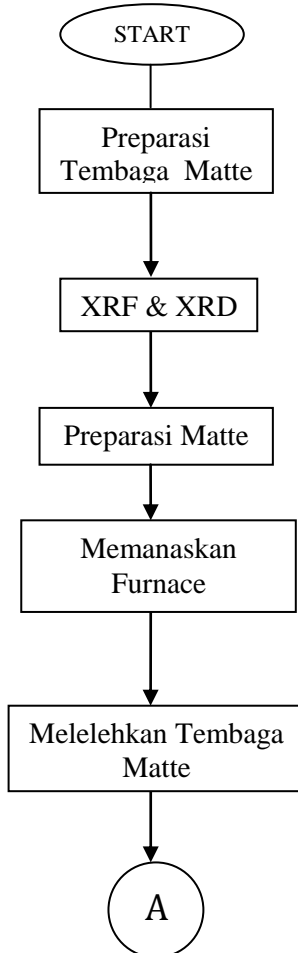 START
Preparasi
Tembaga Matte
XRF & XRD
Preparasi Matte
Memanaskan
Furnace
Melelehkan Tembaga
Matte
A